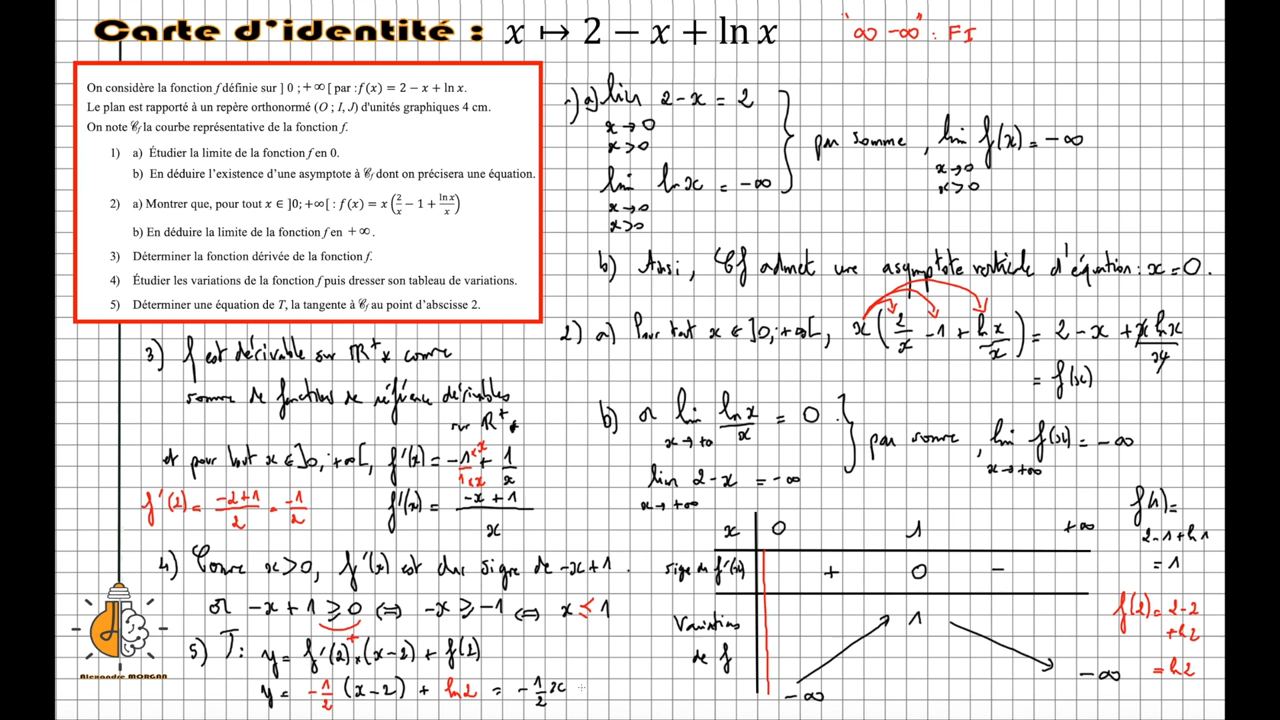 Carte d'identité : x ↦ 2 − x + ln x
"∞ −∞" : FI
On considère la fonction f définie sur ] 0 ; +∞ [ par : f(x) = 2 − x + ln x.
Le plan est rapporté à un repère orthonormé (O ; I, J) d'unités graphiques 4 cm.
On note 𝒞f la courbe représentative de la fonction f.
1) a) Étudier la limite de la fonction f en 0.
b) En déduire l'existence d'une asymptote à 𝒞f dont on précisera une équation.
2) a) Montrer que, pour tout x ∈ ]0; +∞[ : f(x) = x(2/x − 1 + ln x/x)
b) En déduire la limite de la fonction f en +∞.
3) Déterminer la fonction dérivée de la fonction f.
4) Étudier les variations de la fonction f puis dresser son tableau de variations.
5) Déterminer une équation de T, la tangente à 𝒞f au point d'abscisse 2.
1) a) lim 2 − x = 2
x → 0
x > 0
lim ln x = −∞
x → 0
x > 0
par somme, lim f(x) = −∞
x → 0
x > 0
b) Ainsi, 𝒞f admet une asymptote verticale d'équation : x = 0.
2) a) Pour tout x ∈ ]0, +∞[, x(2/x − 1 + ln x/x) = 2 − x + x ln x/x
= f(x)
b) or lim ln x/x = 0
x → +∞
lim 2 − x = −∞
x → +∞
par somme, lim f(x) = −∞
x → +∞
3) f est dérivable sur ℝ⁺* comme
somme de fonctions de référence dérivables
sur ℝ⁺*
et pour tout x ∈ ]0, +∞[, f'(x) = −1×x/1×x + 1/x
f'(2) = −2+1/2 = −1/2
f'(x) = −x + 1/x
4) Comme x > 0, f'(x) est du signe de −x + 1.
or −x + 1 ≥ 0 ⇔ −x ≥ −1 ⇔ x ≤ 1
+
5) T : y = f'(2) × (x − 2) + f(2)
y = −1/2 (x − 2) + ln 2 = −1/2 x
x 0 1 +∞
signe de f'(x) + 0 −
Variations
de f
−∞ 1 −∞
f(1) =
2 − 1 + ln 1
= 1
f(2) = 2 − 2
+ ln 2
= ln 2
Alexandre MORGAN